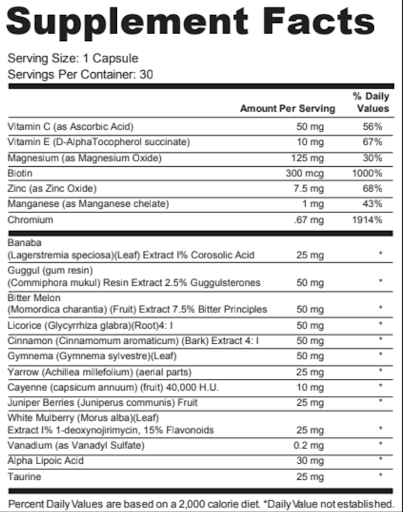 Supplement Facts
Serving Size: 1 Capsule
Servings Per Container: 30
Amount Per Serving % Daily Values
Vitamin C (as Ascorbic Acid) 50 mg 56%
Vitamin E (D-AlphaTocopherol succinate) 10 mg 67%
Magnesium (as Magnesium Oxide) 125 mg 30%
Biotin 300 mcg 1000%
Zinc (as Zinc Oxide) 7.5 mg 68%
Manganese (as Manganese chelate) 1 mg 43%
Chromium .67 mg 1914%
Banaba
(Lagerstremia speciosa)(Leaf) Extract I% Corosolic Acid 25 mg *
Guggul (gum resin)
(Commiphora mukul) Resin Extract 2.5% Guggulsterones 50 mg *
Bitter Melon
(Momordica charantia) (Fruit) Extract 7.5% Bitter Principles 50 mg *
Licorice (Glycyrrhiza glabra)(Root)4: I 50 mg *
Cinnamon (Cinnamomum aromaticum) (Bark) Extract 4: I 50 mg *
Gymnema (Gymnema sylvestre)(Leaf) 50 mg *
Yarrow (Achillea millefolium) (aerial parts) 25 mg *
Cayenne (capsicum annuum) (fruit) 40,000 H.U. 10 mg *
Juniper Berries (Juniperus communis) Fruit 25 mg *
White Mulberry (Morus alba)(Leaf)
Extract I% 1-deoxynojirimycin, 15% Flavonoids 25 mg *
Vanadium (as Vanadyl Sulfate) 0.2 mg *
Alpha Lipoic Acid 30 mg *
Taurine 25 mg *
Percent Daily Values are based on a 2,000 calorie diet. *Daily Value not established.